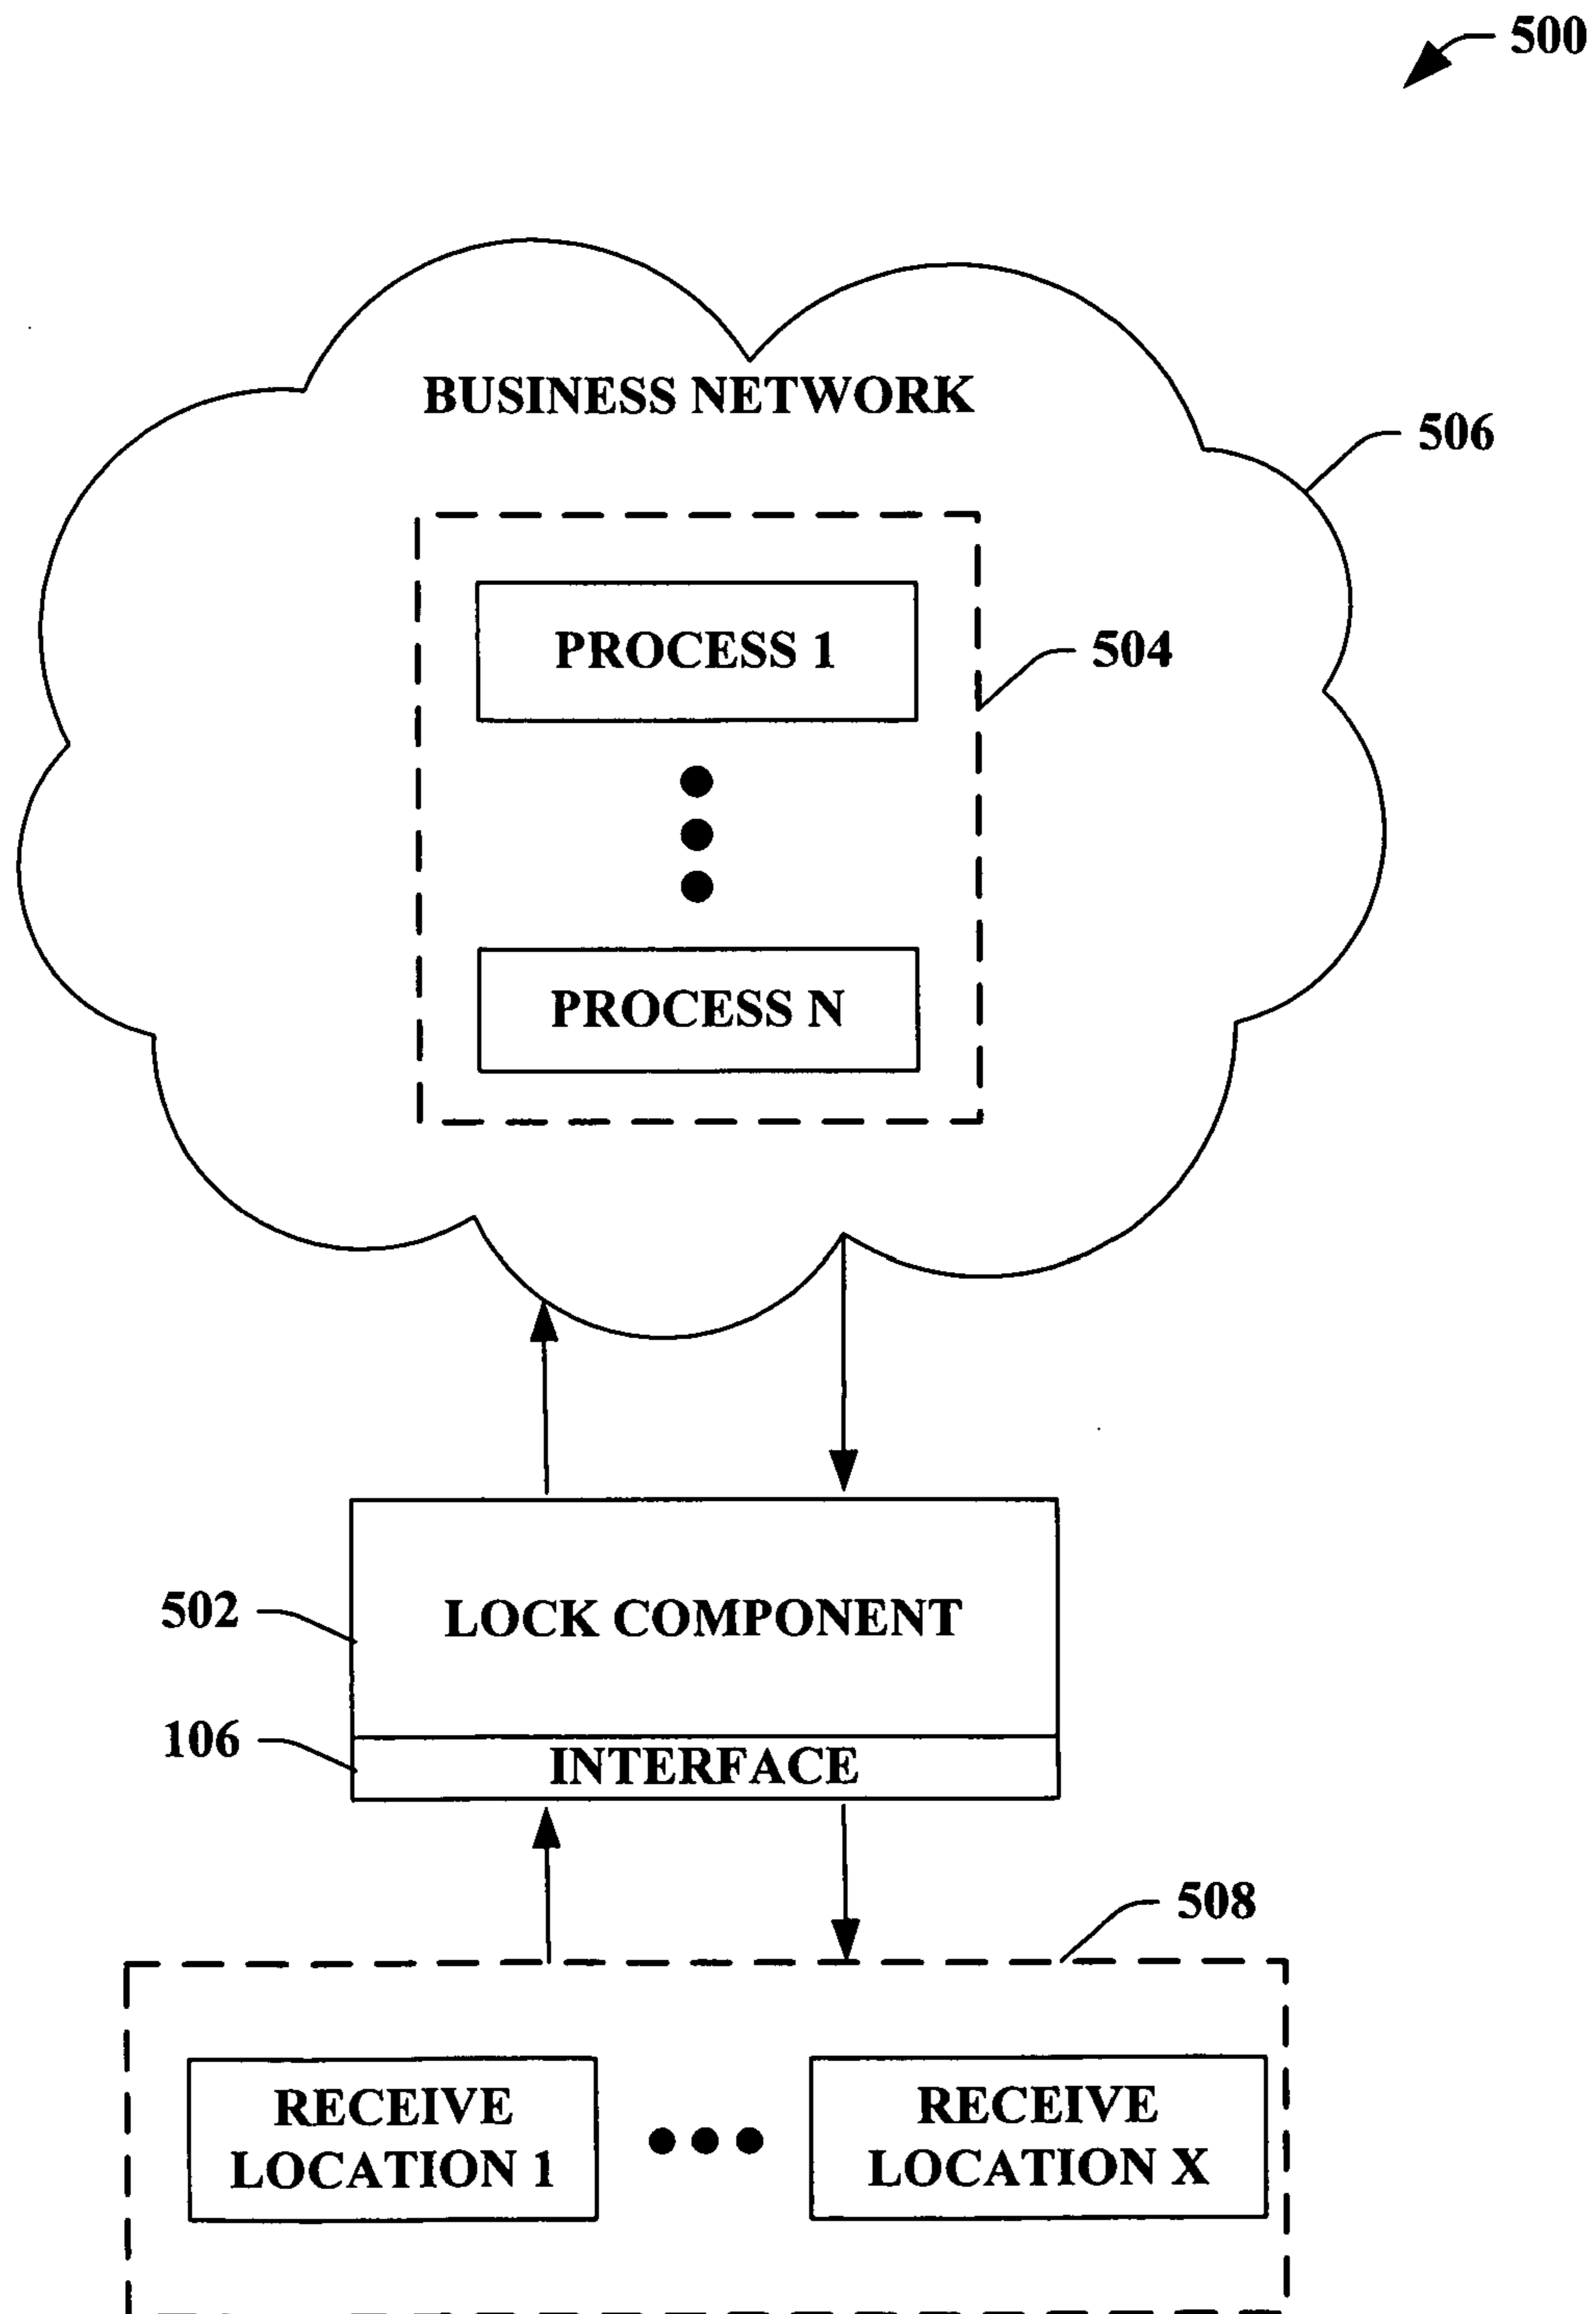 500
BUSINESS NETWORK
506
PROCESS 1
504
PROCESS N
502
LOCK COMPONENT
106
INTERFACE
508
RECEIVE
LOCATION 1
RECEIVE
LOCATION X